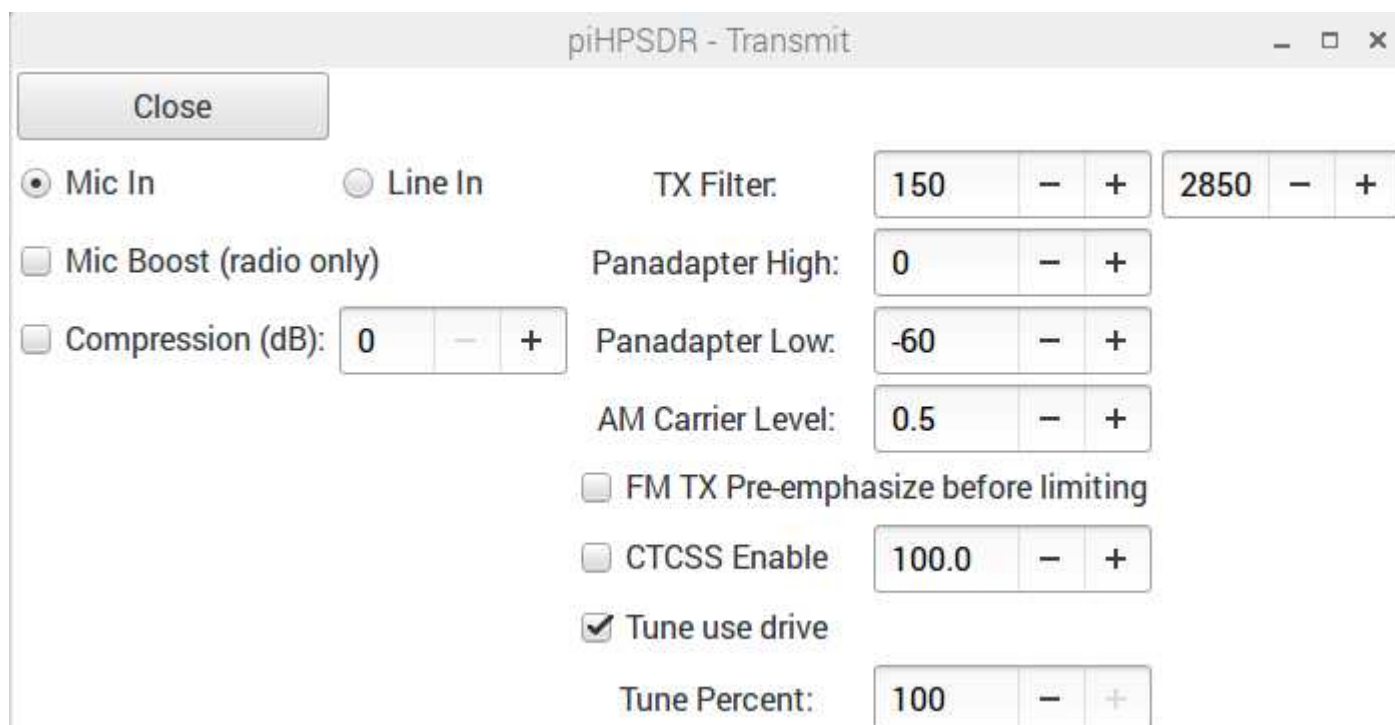 piHPSDR - Transmit
Close
Mic In Line In TX Filter: 150 − + 2850 − +
Mic Boost (radio only) Panadapter High: 0 − +
Compression (dB): 0 − + Panadapter Low: -60 − +
AM Carrier Level: 0.5 − +
FM TX Pre-emphasize before limiting
CTCSS Enable 100.0 − +
Tune use drive
Tune Percent: 100 − +